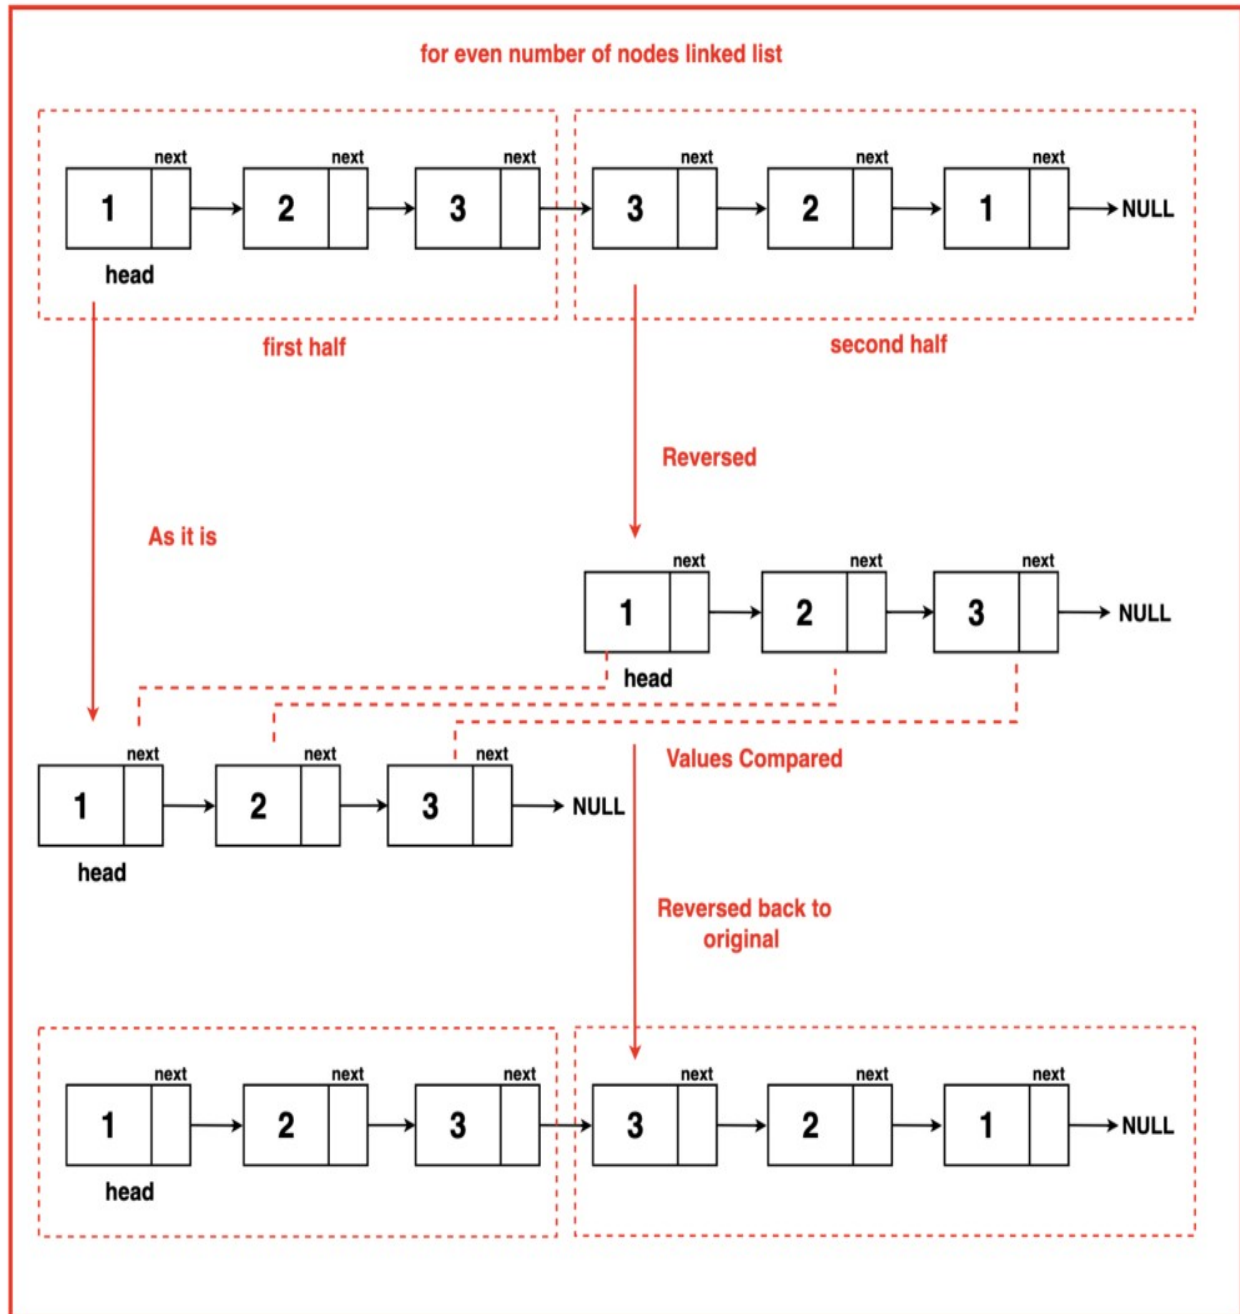 for even number of nodes linked list
next next next next next next
1 2 3 3 2 1 NULL
head
first half second half
Reversed
As it is
next next next
1 2 3 NULL
head
next next next
Values Compared
1 2 3 NULL
head
Reversed back to
original
next next next next next next
1 2 3 3 2 1 NULL
head